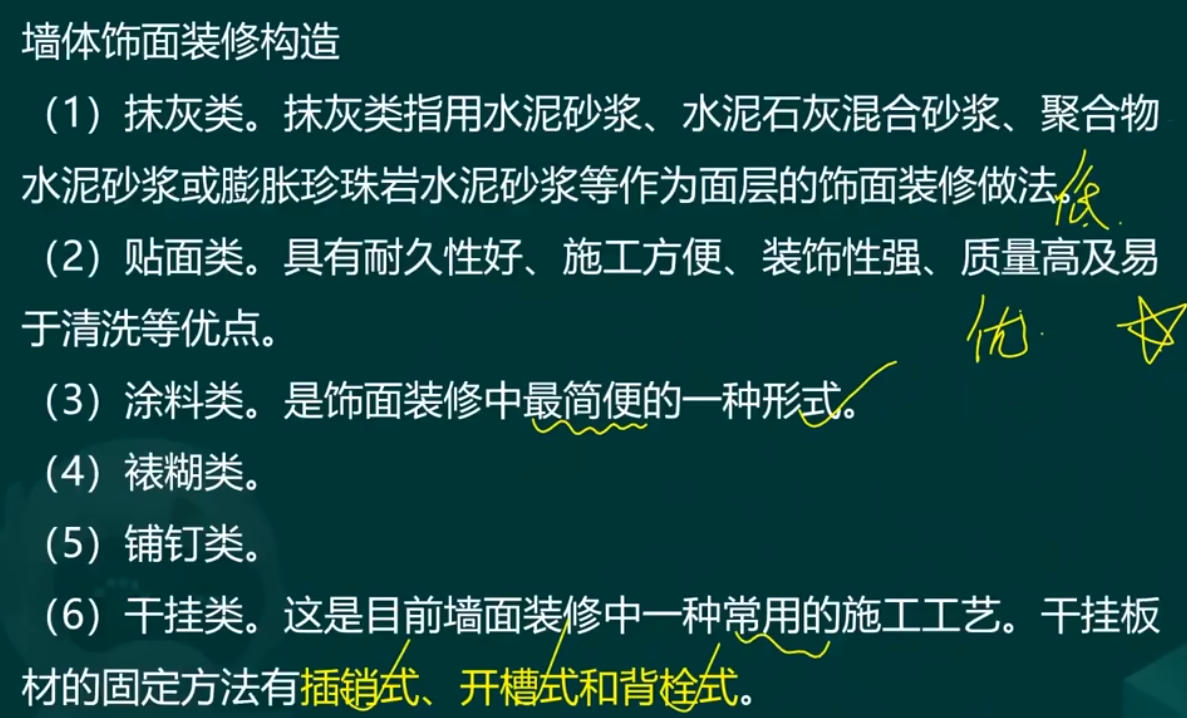 墙体饰面装修构造
（1）抹灰类。抹灰类指用水泥砂浆、水泥石灰混合砂浆、聚合物
水泥砂浆或膨胀珍珠岩水泥砂浆等作为面层的饰面装修做法。
低
（2）贴面类。具有耐久性好、施工方便、装饰性强、质量高及易
于清洗等优点。
优
（3）涂料类。是饰面装修中最简便的一种形式。
（4）裱糊类。
（5）铺钉类。
（6）干挂类。这是目前墙面装修中一种常用的施工工艺。干挂板
材的固定方法有插销式、开槽式和背栓式。